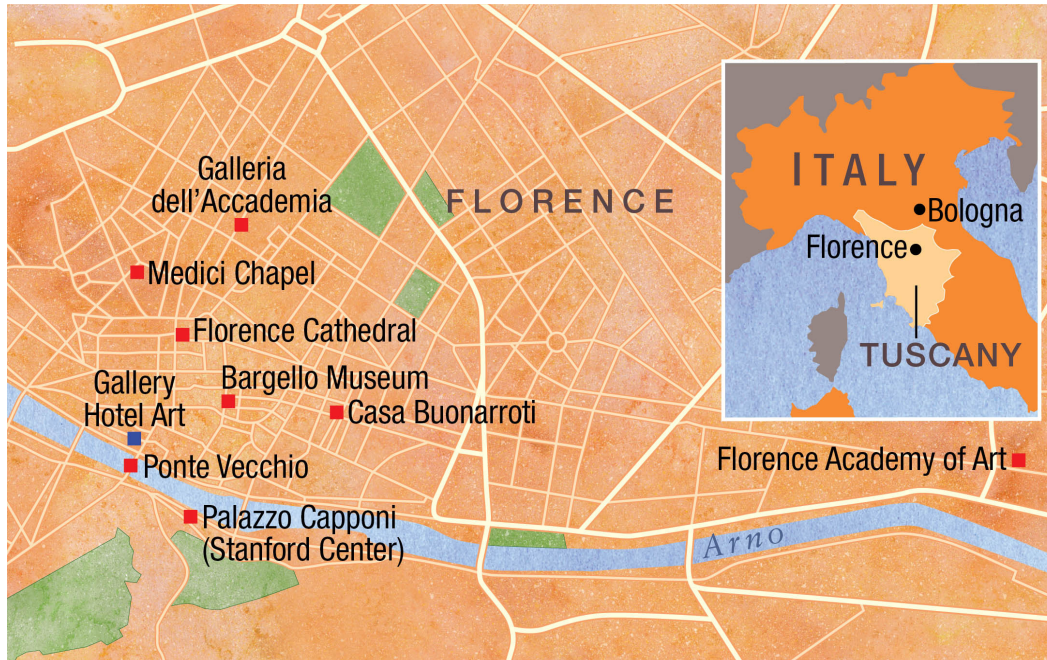 Galleria
dell’Accademia
FLORENCE
Medici Chapel
Florence Cathedral
Gallery
Hotel Art
Bargello Museum
Casa Buonarroti
Ponte Vecchio
Palazzo Capponi
(Stanford Center)
Arno
Florence Academy of Art
ITALY
Bologna
Florence
TUSCANY